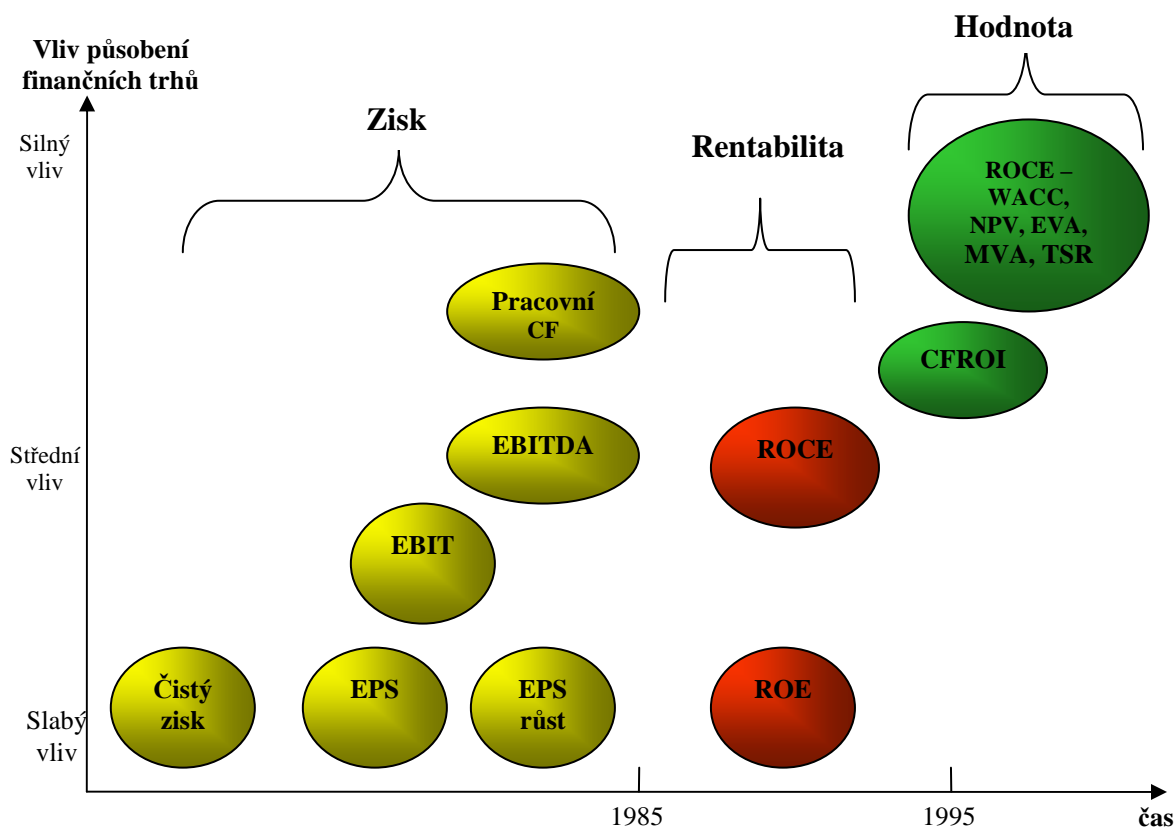 Hodnota
Vliv působení
finančních trhů
Zisk
Silný
vliv
Rentabilita
ROCE –
WACC,
NPV, EVA,
MVA, TSR
Pracovní
CF
CFROI
Střední
vliv
EBITDA
ROCE
EBIT
Slabý
vliv
Čistý
zisk
EPS
EPS
růst
ROE
1985
1995
čas